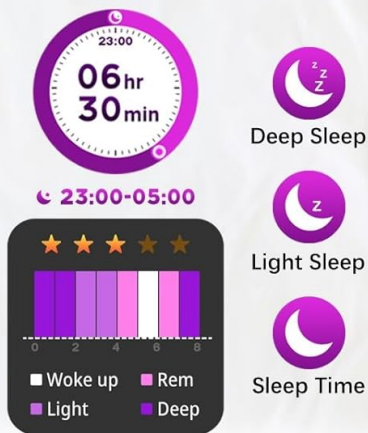 23:00
06hr
30min
23:00-05:00
0 2 4 6 8
Woke up Rem
Light Deep
z z Z
Deep Sleep
z
Light Sleep
Sleep Time